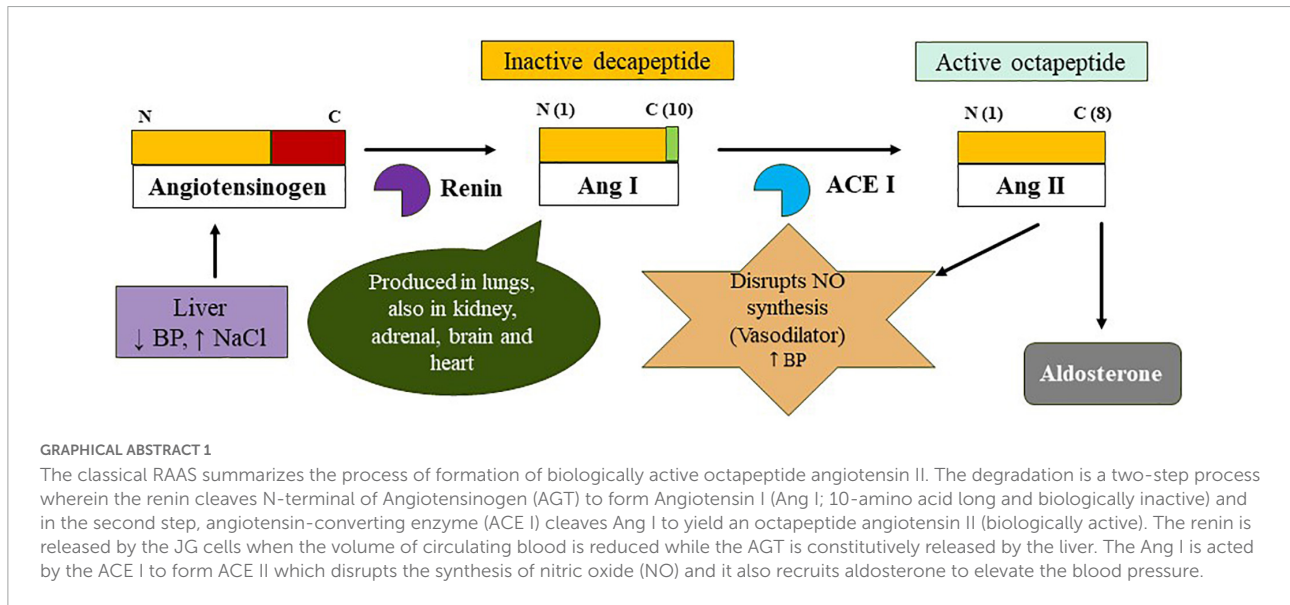 Inactive decapeptide
Active octapeptide
N
C
N (1)
C (10)
N (1)
C (8)
Angiotensinogen
Renin
Ang I
ACE I
Ang II
Liver
↓ BP, ↑ NaCl
Produced in lungs,
also in kidney,
adrenal, brain and
heart
Disrupts NO
synthesis
(Vasodilator)
↑ BP
Aldosterone
GRAPHICAL ABSTRACT 1
The classical RAAS summarizes the process of formation of biologically active octapeptide angiotensin II. The degradation is a two-step process
wherein the renin cleaves N-terminal of Angiotensinogen (AGT) to form Angiotensin I (Ang I; 10-amino acid long and biologically inactive) and
in the second step, angiotensin-converting enzyme (ACE I) cleaves Ang I to yield an octapeptide angiotensin II (biologically active). The renin is
released by the JG cells when the volume of circulating blood is reduced while the AGT is constitutively released by the liver. The Ang I is acted
by the ACE I to form ACE II which disrupts the synthesis of nitric oxide (NO) and it also recruits aldosterone to elevate the blood pressure.